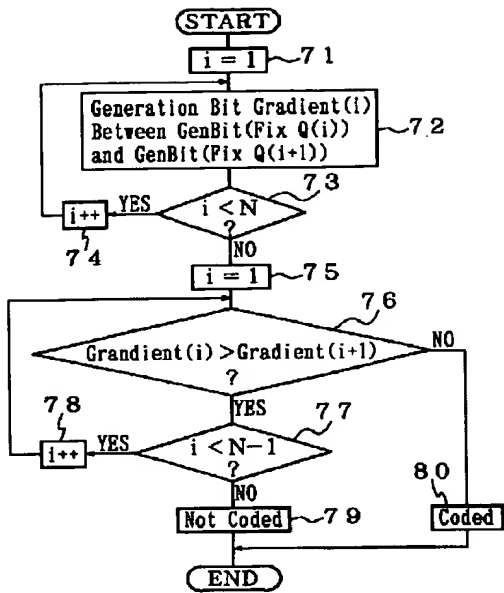 START
i = 1 71
Generation Bit Gradient(i)
Between GenBit(Fix Q(i))
and GenBit(Fix Q(i+1))
72
73
i < N
?
YES
i++
74
NO
i = 1 75
76
Grandient(i) > Gradient(i+1)
?
NO
YES
78
77
i < N-1
?
YES
i++
NO
80
Not Coded 79
Coded
END